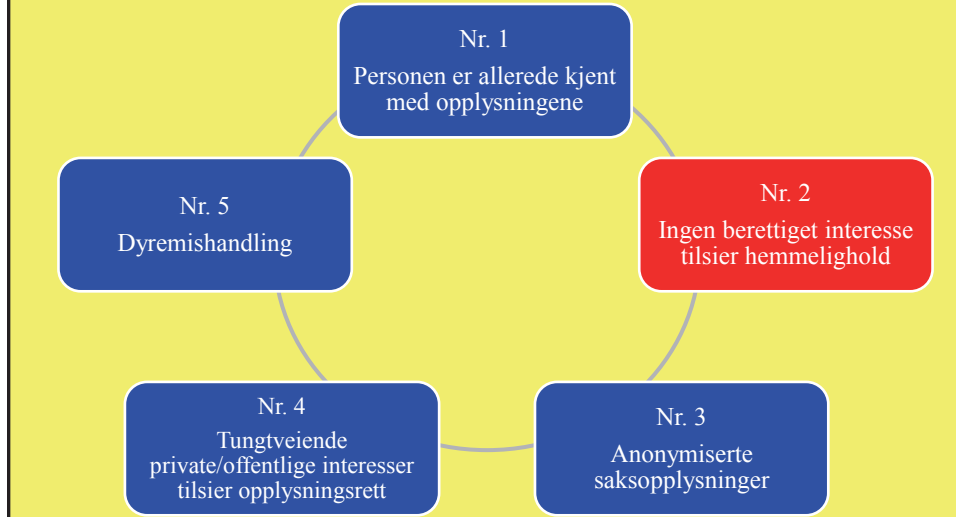 Nr. 1
Personen er allerede kjent
med opplysningene
Nr. 2
Ingen berettiget interesse
tilsier hemmelighold
Nr. 3
Anonymiserte
saksopplysninger
Nr. 4
Tungtveiende
private/offentlige interesser
tilsier opplysningsrett
Nr. 5
Dyremishandling